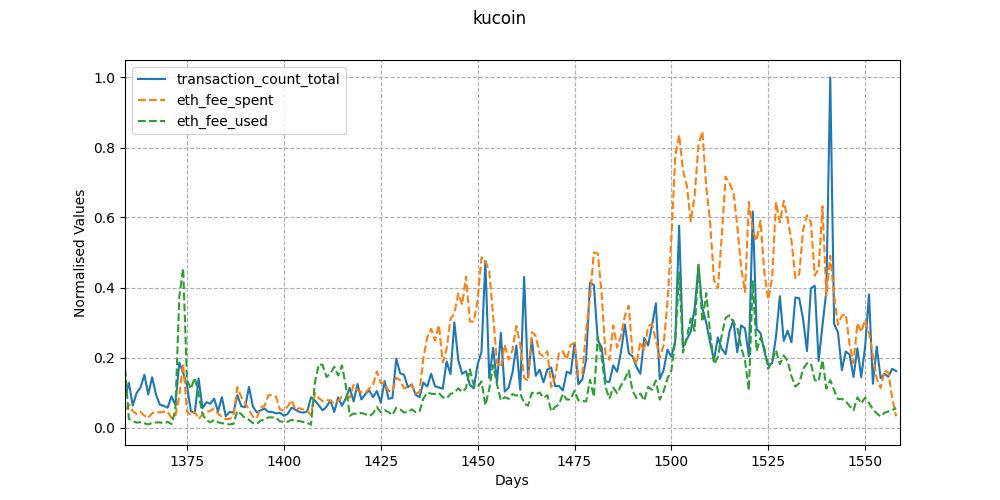 kucoin
transaction_count_total
eth_fee_spent
eth_fee_used
Normalised Values
1.0
0.8
0.6
0.4
0.2
0.0
1375 1400 1425 1450 1475 1500 1525 1550
Days